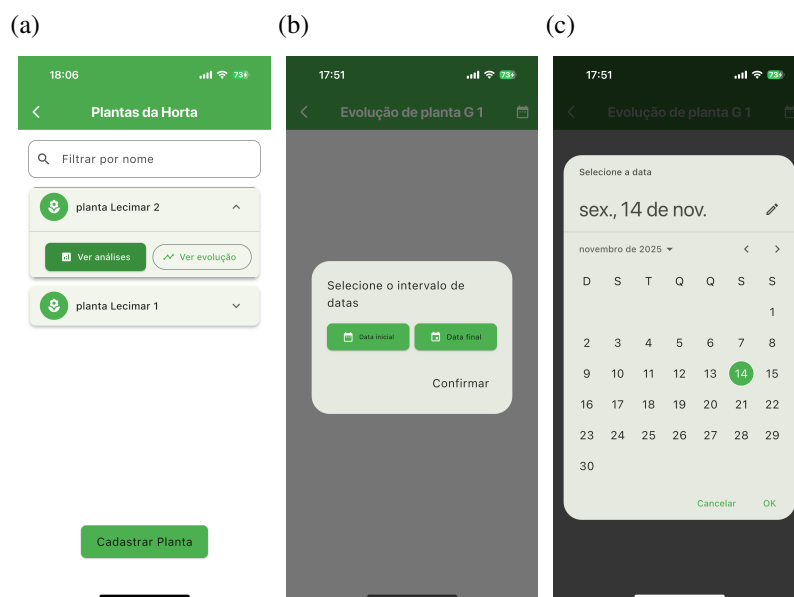 (a)
18:06
73
Plantas da Horta
Filtrar por nome
planta Lecimar 2
Ver análises
Ver evolução
planta Lecimar 1
Cadastrar Planta
(b)
17:51
73
Evolução de planta G 1
Selecione o intervalo de
datas
Data inicial
Data final
Confirmar
(c)
17:51
73
Evolução de planta G 1
Selecione a data
sex., 14 de nov.
novembro de 2025
D S T Q Q S S
1
2 3 4 5 6 7 8
9 10 11 12 13 14 15
16 17 18 19 20 21 22
23 24 25 26 27 28 29
30
Cancelar OK